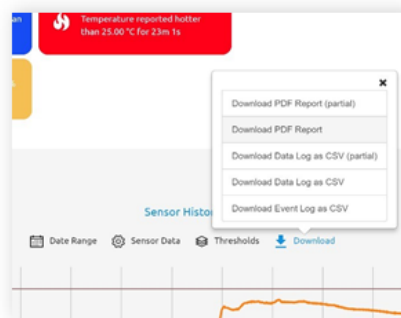 Temperature reported hotter
than 25.00 °C for 23m 1s
Download PDF Report (partial)
Download PDF Report
Download Data Log as CSV (partial)
Download Data Log as CSV
Download Event Log as CSV
Sensor Histo
Date Range
Sensor Data
Thresholds
Download